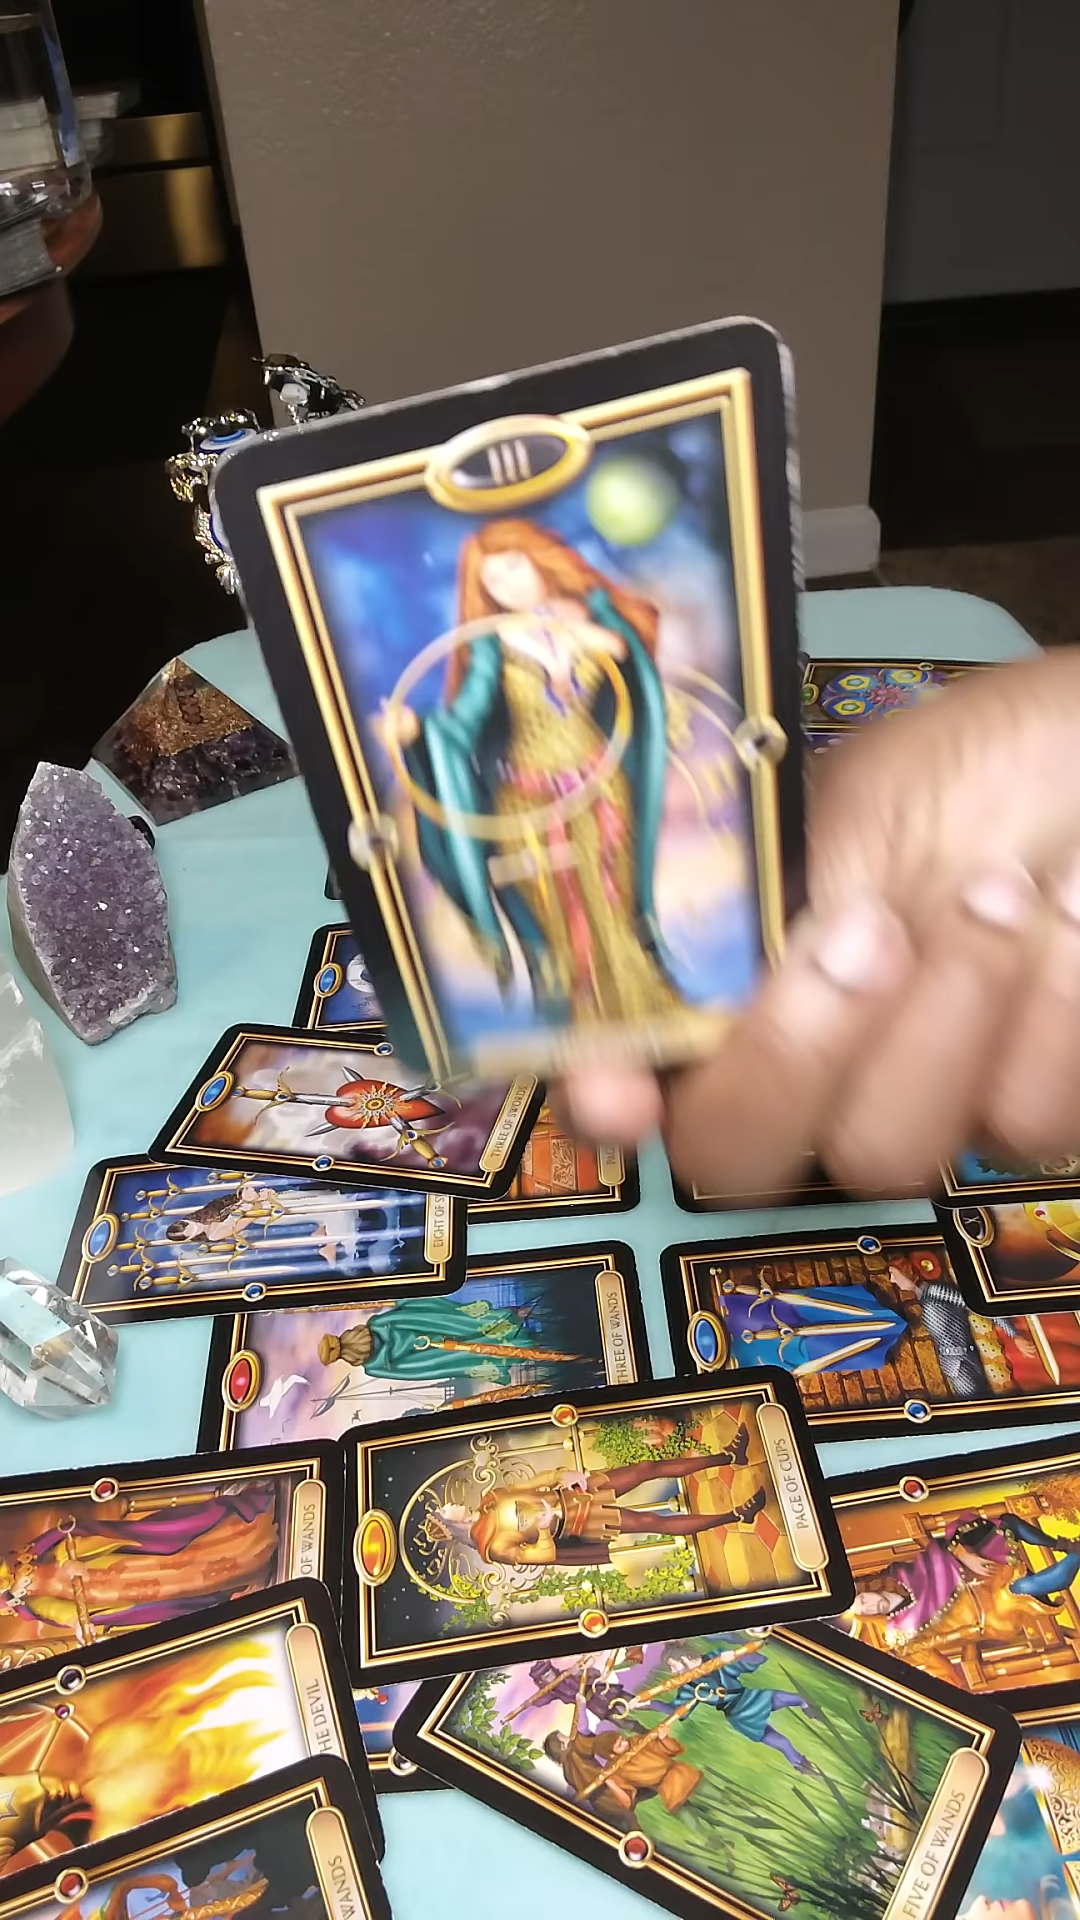 III
THREE OF SWORDS
EIGHT OF S
THREE OF WANDS
X
PAGE OF CUPS
OF WANDS
HE DEVIL
FIVE OF WANDS
WANDS